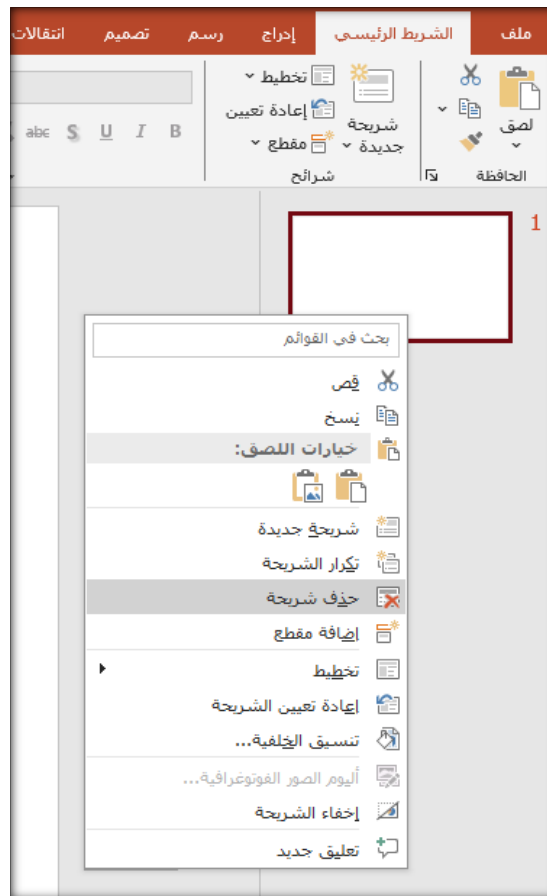 ملف الشريط الرئيسي إدراج رسم تصميم انتقالات
لصق
الحافظة
شريحة
جديدة
تخطيط
إعادة تعيين
مقطع
شرائح
B I U S abc
1
بحث في القوائم
قص
نسخ
خيارات اللصق:
شريحة جديدة
تكرار الشريحة
حذف شريحة
إضافة مقطع
تخطيط
إعادة تعيين الشريحة
تنسيق الخلفية...
ألبوم الصور الفوتوغرافية...
إخفاء الشريحة
تعليق جديد